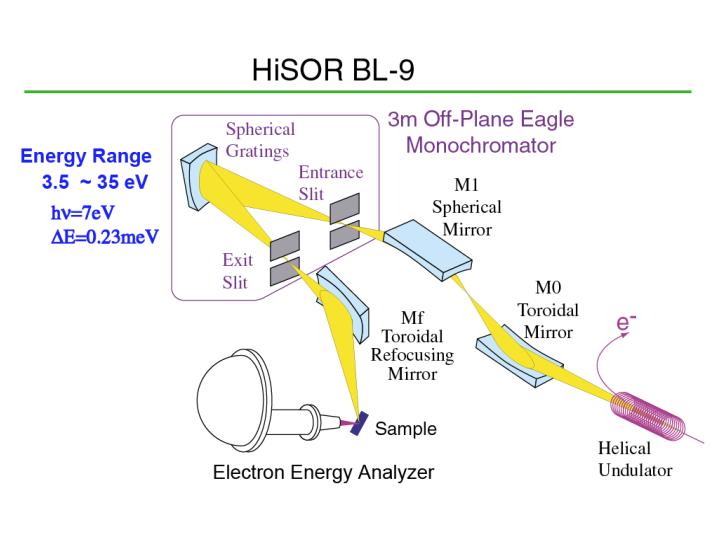 HiSOR BL-9
3m Off-Plane Eagle
Monochromator
Energy Range
3.5 ~ 35 eV
hν=7eV
ΔE=0.23meV
Spherical
Gratings
Entrance
Slit
Exit
Slit
M1
Spherical
Mirror
M0
Toroidal
Mirror
e-
Mf
Toroidal
Refocusing
Mirror
Sample
Electron Energy Analyzer
Helical
Undulator